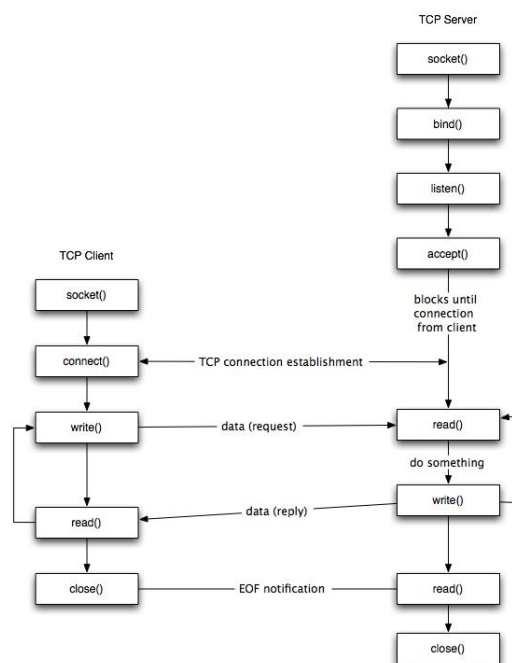 TCP Server
socket()
bind()
listen()
accept()
blocks until
connection
from client
TCP Client
socket()
connect()
TCP connection establishment
write()
data (request)
read()
do something
write()
data (reply)
read()
close()
EOF notification
read()
close()